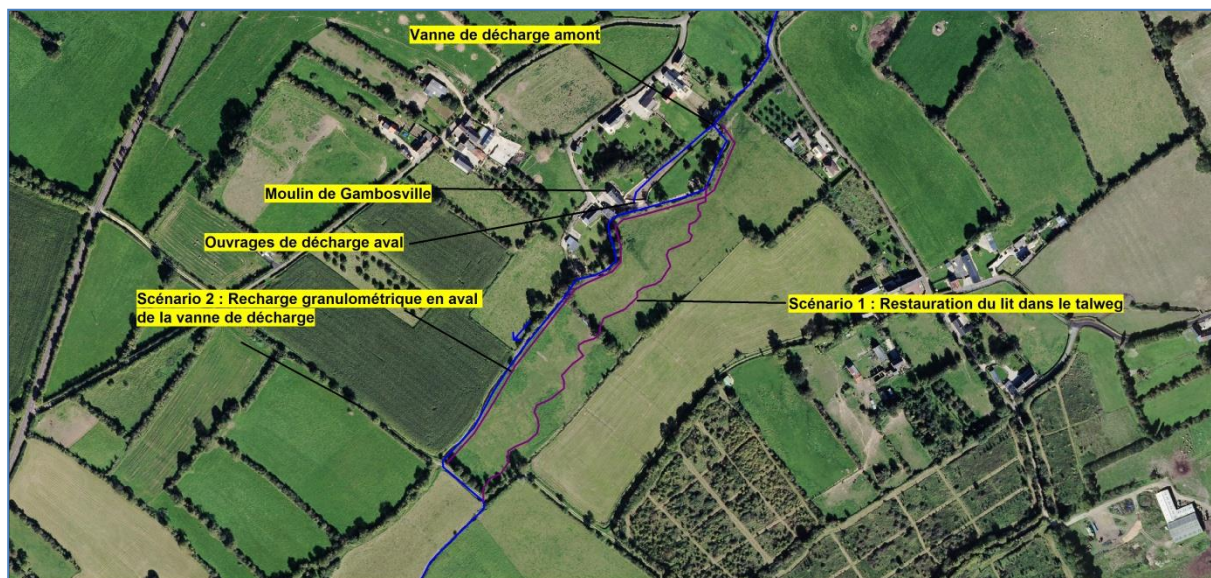 Vanne de décharge amont
Moulin de Gambosville
Ouvrages de décharge aval
Scénario 2 : Recharge granulométrique en aval
de la vanne de décharge
Scénario 1 : Restauration du lit dans le talweg